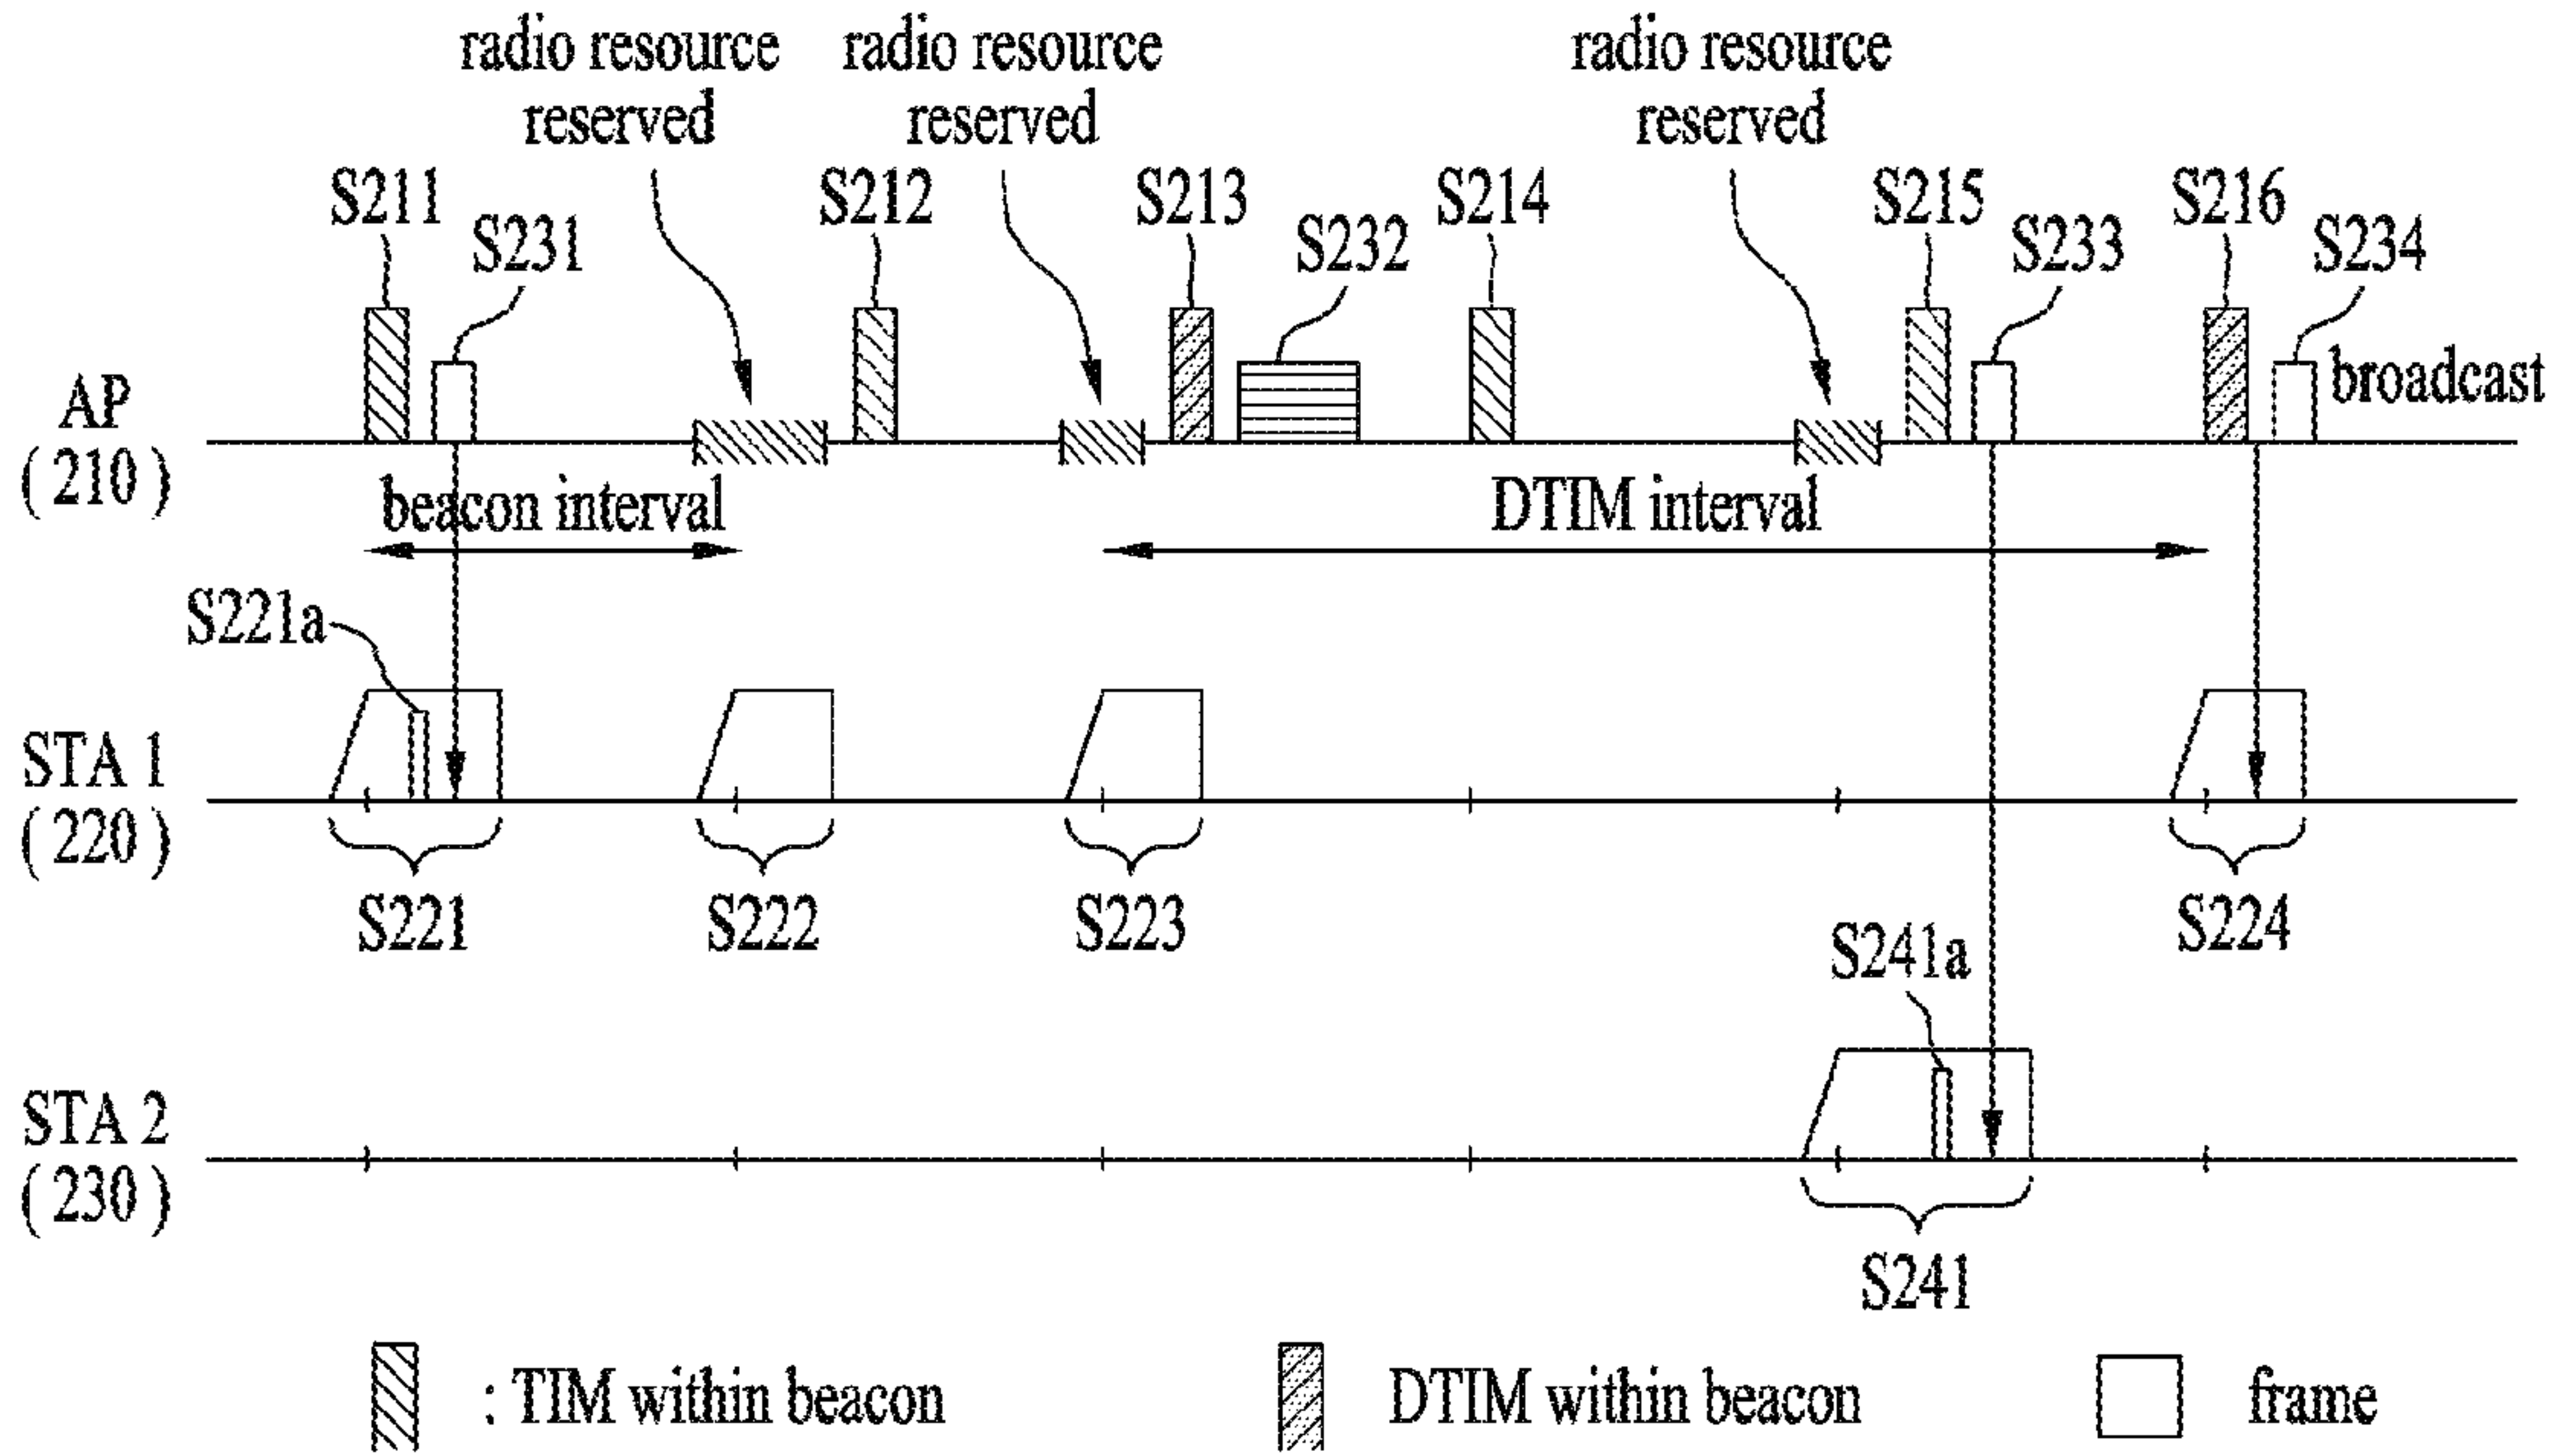 radio resource
reserved
radio resource
reserved
radio resource
reserved
S211
S231
S212
S213
S232
S214
S215
S233
S216
S234
broadcast
AP
( 210 )
beacon interval
DTIM interval
S221a
STA 1
( 220 )
S221
S222
S223
S224
S241a
STA 2
( 230 )
S241
: TIM within beacon
DTIM within beacon
frame